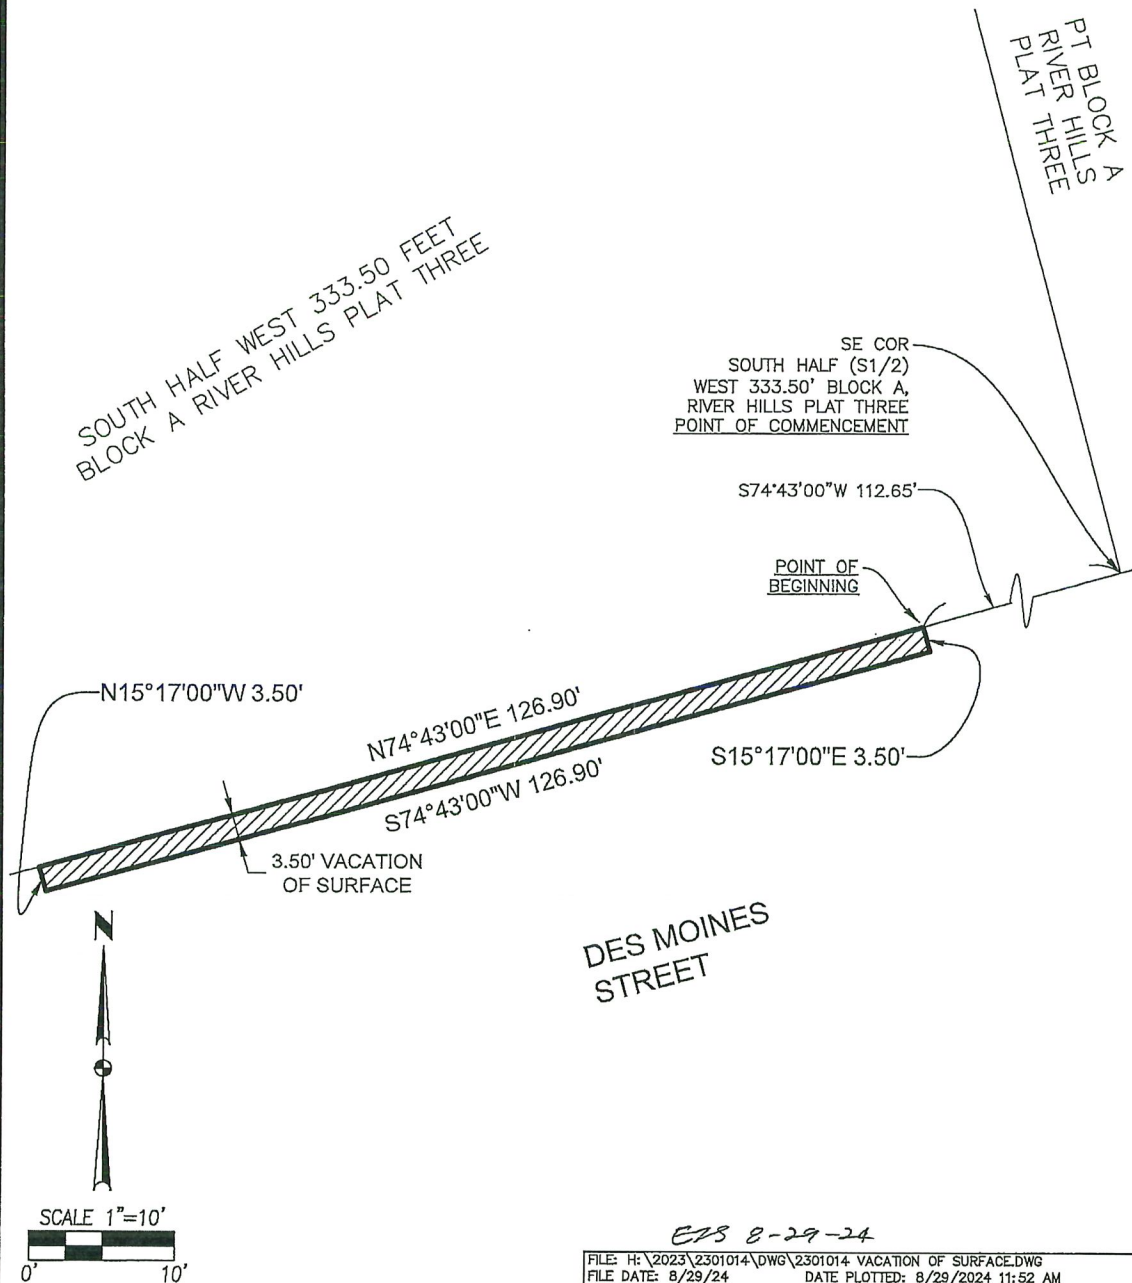 PT BLOCK A
RIVER HILLS
PLAT THREE
SOUTH HALF WEST 333.50 FEET
BLOCK A RIVER HILLS PLAT THREE
SE COR
SOUTH HALF (S1/2)
WEST 333.50' BLOCK A,
RIVER HILLS PLAT THREE
POINT OF COMMENCEMENT
S74°43'00"W 112.65'
POINT OF
BEGINNING
N15°17'00"W 3.50'
N74°43'00"E 126.90'
S74°43'00"W 126.90'
S15°17'00"E 3.50'
3.50' VACATION
OF SURFACE
DES MOINES
STREET
N
SCALE 1"=10'
0' 10'
EZS 8-29-24
FILE: H:\2023\2301014\DWG\2301014 VACATION OF SURFACE.DWG
FILE DATE: 8/29/24 DATE PLOTTED: 8/29/2024 11:52 AM